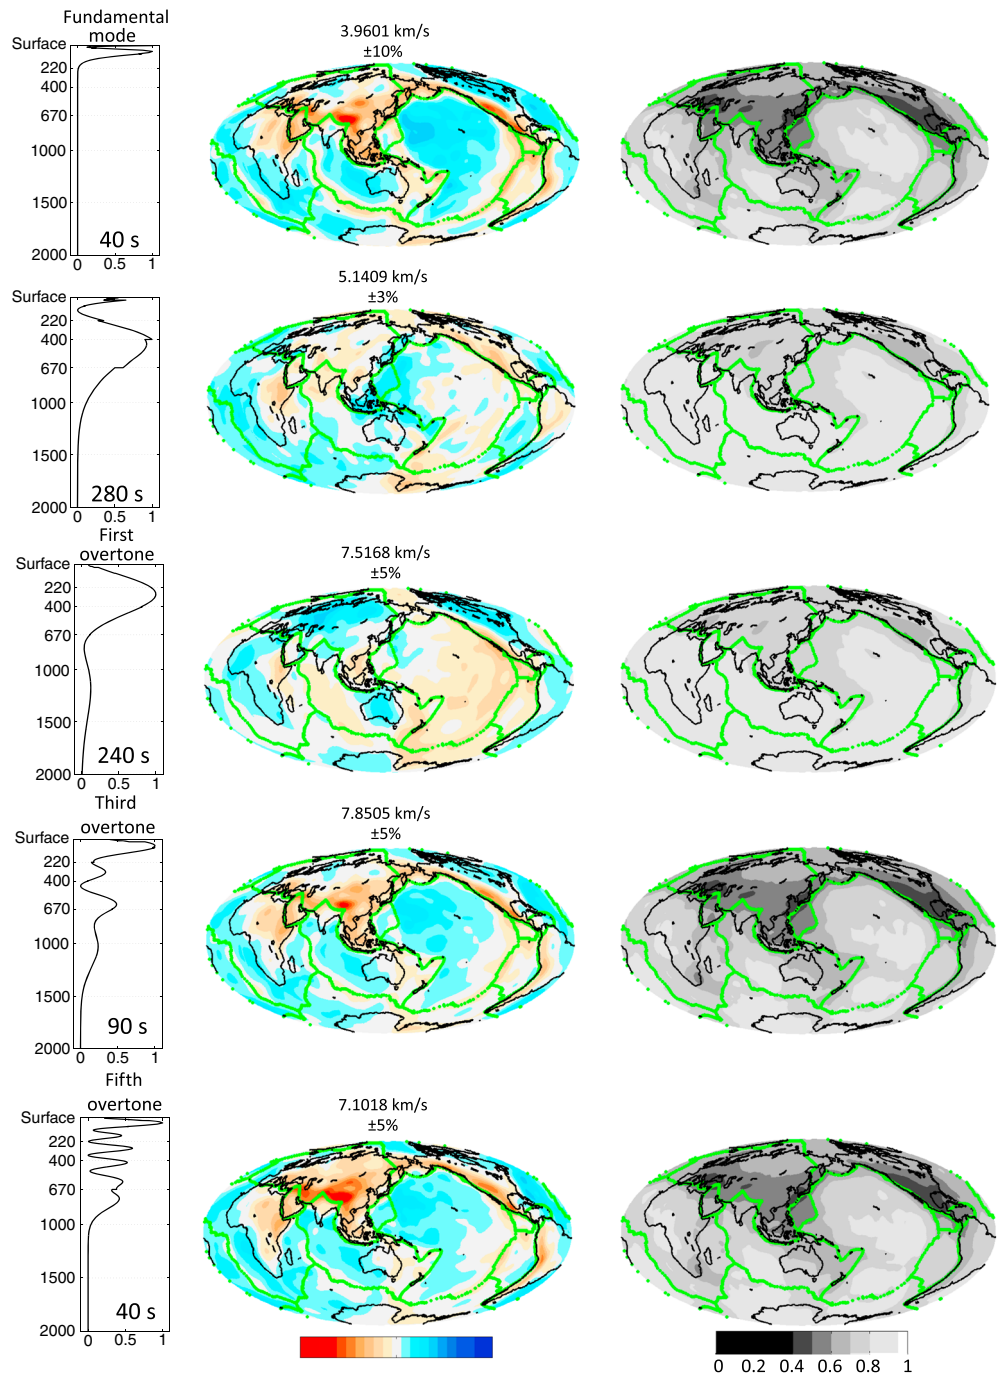 Fundamental
mode
3.9601 km/s
±10%
Surface
220
400
670
1000
1500
2000
40 s
0 0.5 1
5.1409 km/s
±3%
Surface
220
400
670
1000
1500
2000
280 s
0 0.5 1
First
overtone
7.5168 km/s
±5%
Surface
220
400
670
1000
1500
2000
240 s
0 0.5 1
Third
overtone
7.8505 km/s
±5%
Surface
220
400
670
1000
1500
2000
90 s
0 0.5 1
Fifth
overtone
7.1018 km/s
±5%
Surface
220
400
670
1000
1500
2000
40 s
0 0.5 1
0 0.2 0.4 0.6 0.8 1